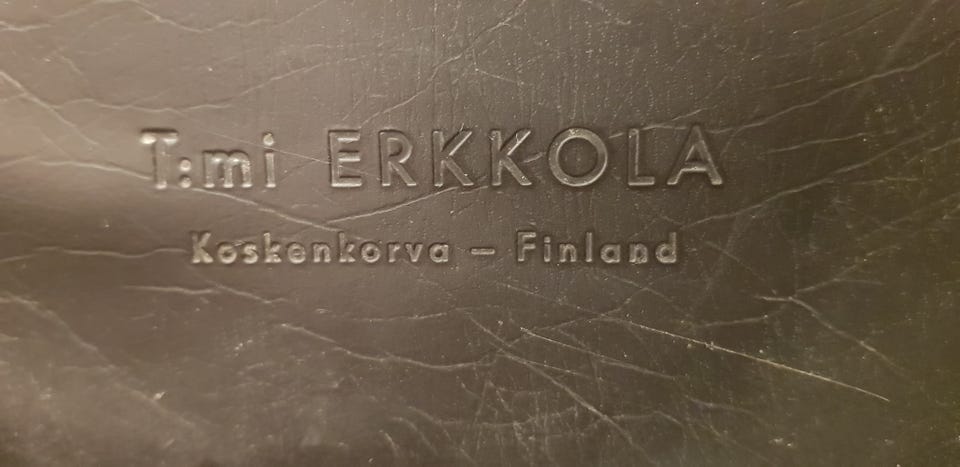 T:mi ERKKOLA
Koskenkorva – Finland